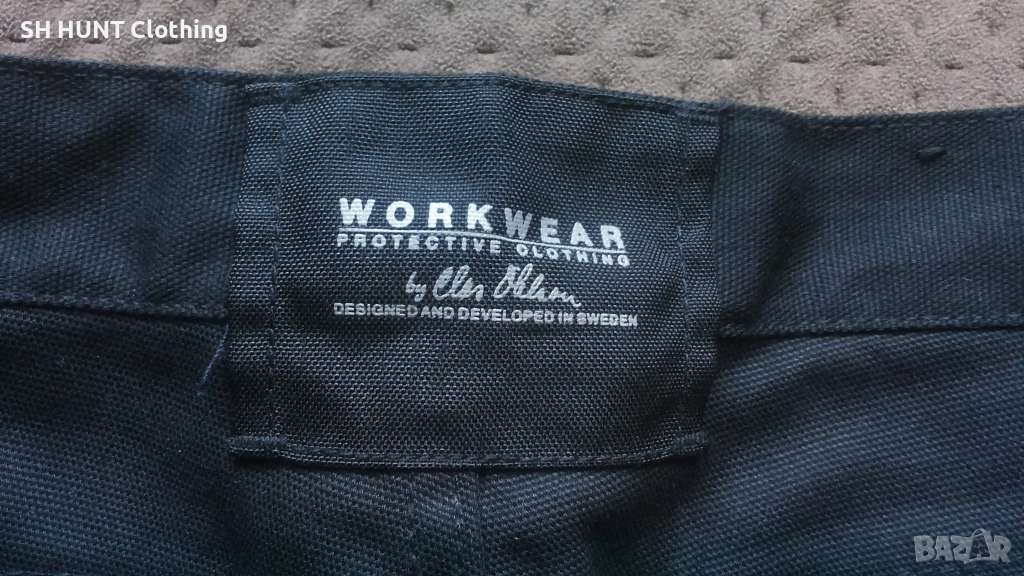 SH HUNT Clothing
WORKWEAR
PROTECTIVE CLOTHING
by Clas Ohlson
DESIGNED AND DEVELOPED IN SWEDEN
BAZAR